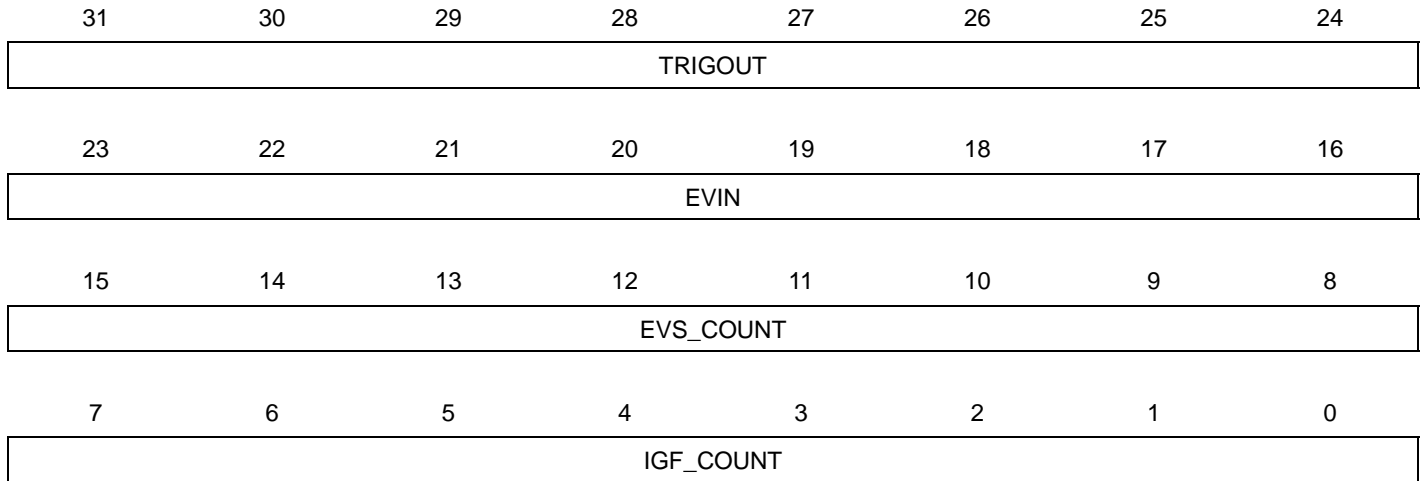 31 30 29 28 27 26 25 24
TRIGOUT
23 22 21 20 19 18 17 16
EVIN
15 14 13 12 11 10 9 8
EVS_COUNT
7 6 5 4 3 2 1 0
IGF_COUNT